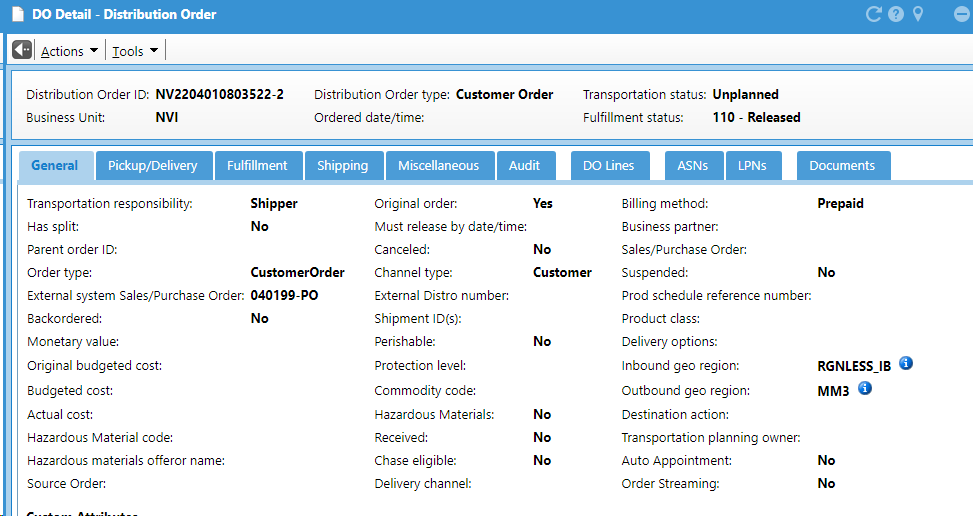 DO Detail - Distribution Order
Actions Tools
Distribution Order ID: NV2204010803522-2 Distribution Order type: Customer Order Transportation status: Unplanned
Business Unit: NVI Ordered date/time: Fulfillment status: 110 - Released
General Pickup/Delivery Fulfillment Shipping Miscellaneous Audit DO Lines ASNs LPNs Documents
Transportation responsibility: Shipper Original order: Yes Billing method: Prepaid
Has split: No Must release by date/time: Business partner:
Parent order ID: Canceled: No Sales/Purchase Order:
Order type: CustomerOrder Channel type: Customer Suspended: No
External system Sales/Purchase Order: 040199-PO External Distro number: Prod schedule reference number:
Backordered: No Shipment ID(s): Product class:
Monetary value: Perishable: No Delivery options:
Original budgeted cost: Protection level: Inbound geo region: RGNLESS_IB
Budgeted cost: Commodity code: Outbound geo region: MM3
Actual cost: Hazardous Materials: No Destination action:
Hazardous Material code: Received: No Transportation planning owner:
Hazardous materials offeror name: Chase eligible: No Auto Appointment: No
Source Order: Delivery channel: Order Streaming: No
Custom Attributes